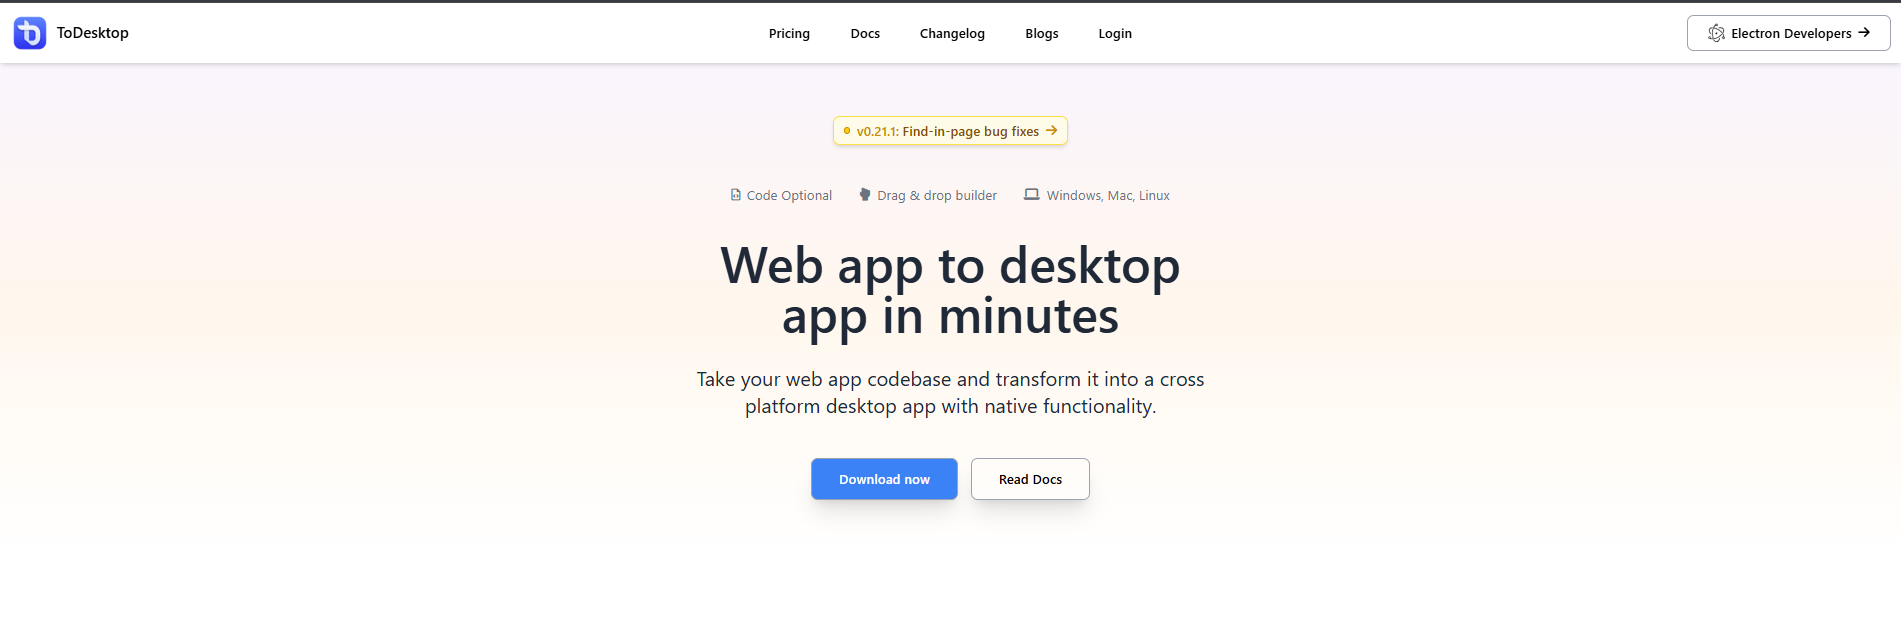 ToDesktop
Pricing
Docs
Changelog
Blogs
Login
Electron Developers →
v0.21.1: Find-in-page bug fixes →
Code Optional
Drag & drop builder
Windows, Mac, Linux
Web app to desktop
app in minutes
Take your web app codebase and transform it into a cross
platform desktop app with native functionality.
Download now
Read Docs